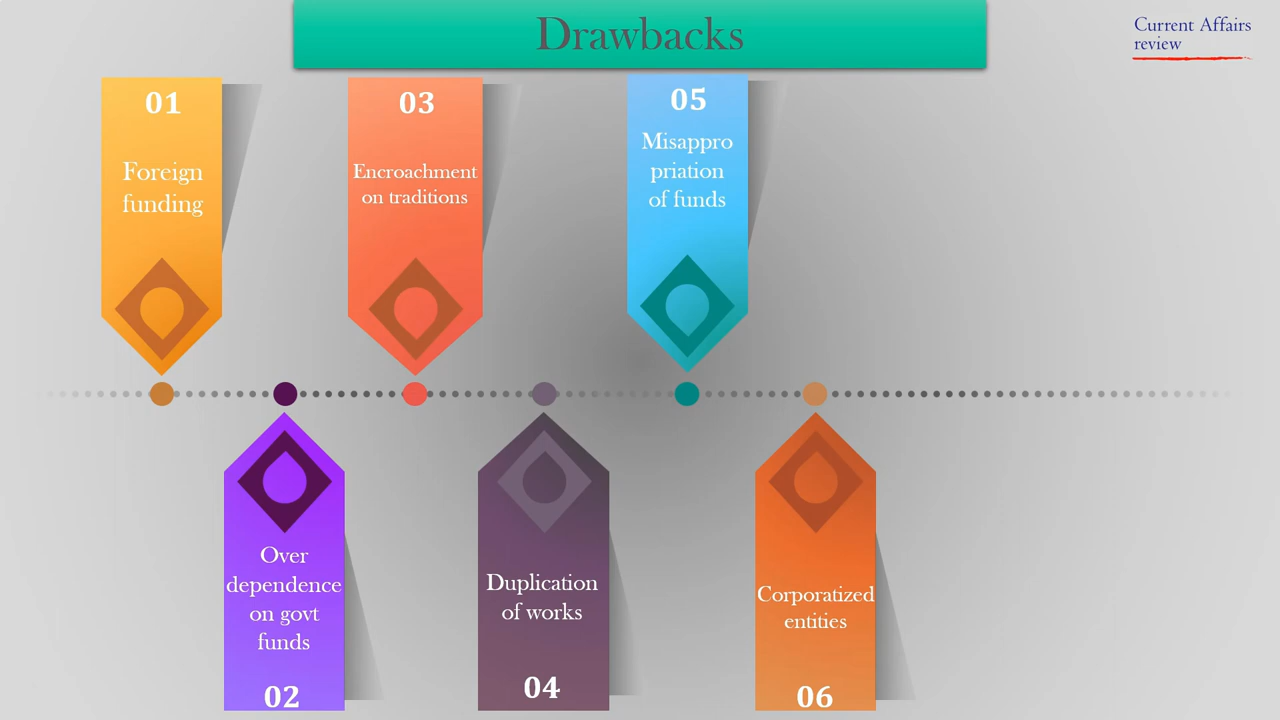 Drawbacks
Current Affairs
review
01
Foreign
funding
03
Encroachment
on traditions
05
Misappro
priation
of funds
Over
dependence
on govt
funds
02
Duplication
of works
04
Corporatized
entities
06